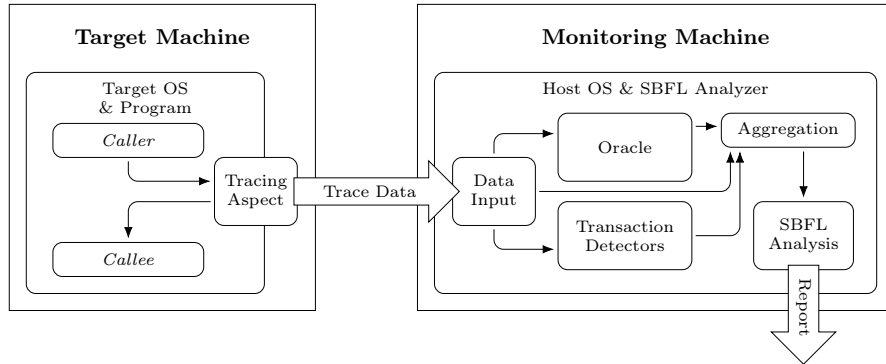 Target Machine
Target OS
& Program
Caller
Tracing
Aspect
Callee
Trace Data
Monitoring Machine
Host OS & SBFL Analyzer
Data
Input
Oracle
Aggregation
Transaction
Detectors
SBFL
Analysis
Report